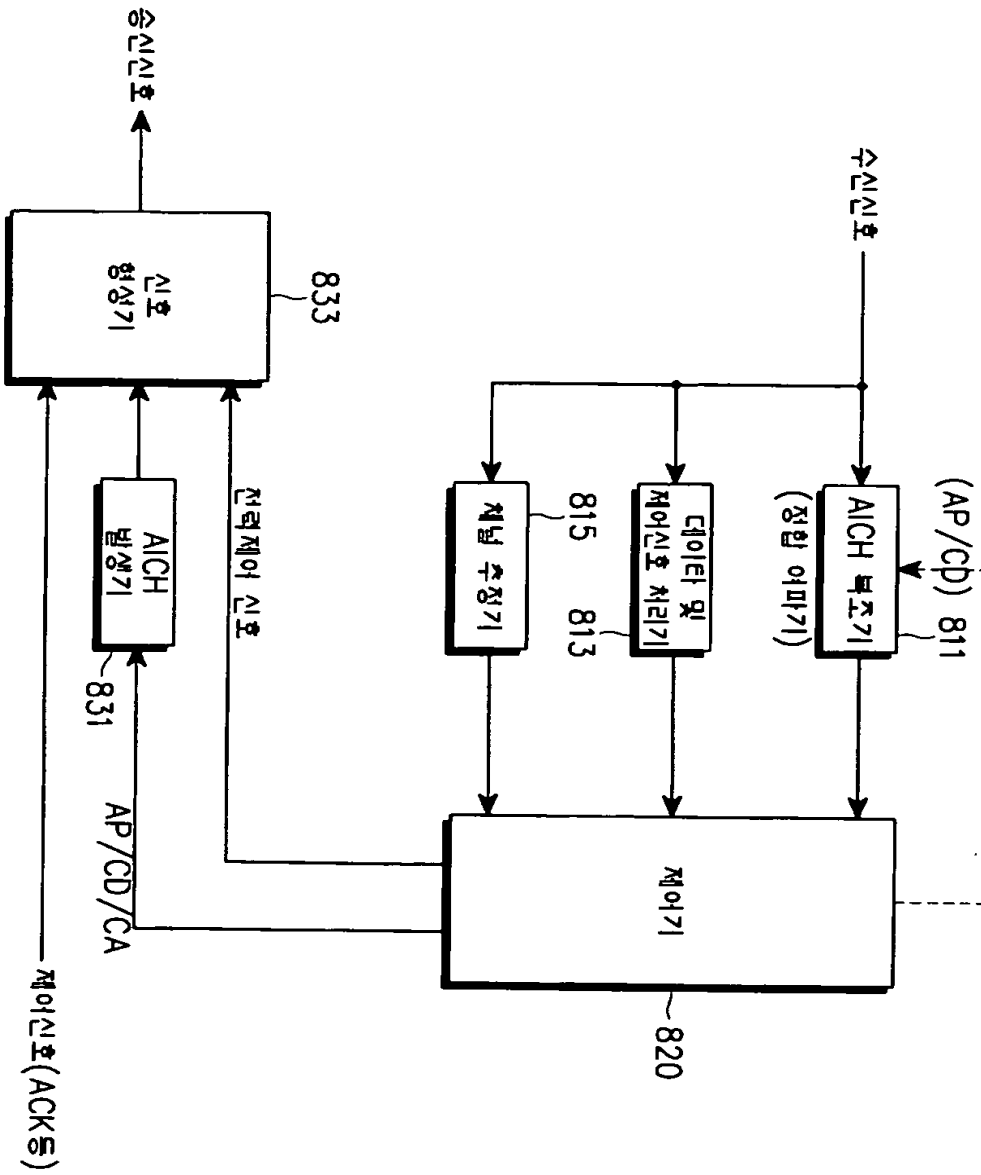 수신신호
(AP/CD)
811
AICH 복조기
(정합 여파기)
데이터 및
제어신호 처리기
813
채널 추정기
815
제어기
820
송신신호
신호
형상기
833
전력제어 신호
AICH
발생기
831
AP/CD/CA
제어신호(ACK등)